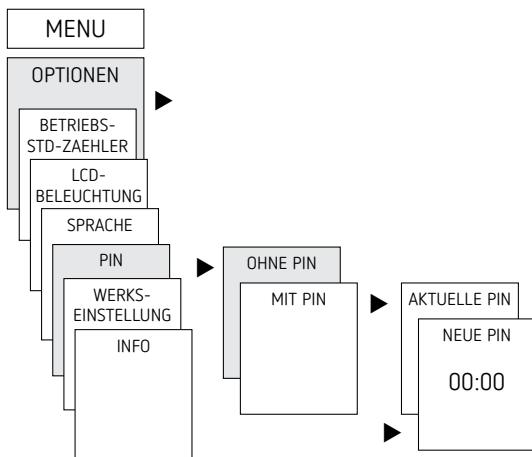 MENU
OPTIONEN
BETRIEBS-
STD-ZAEHLER
LCD-
BELEUCHTUNG
SPRACHE
PIN
WERKS-
EINSTELLUNG
INFO
OHNE PIN
MIT PIN
AKTUELLE PIN
NEUE PIN
00:00